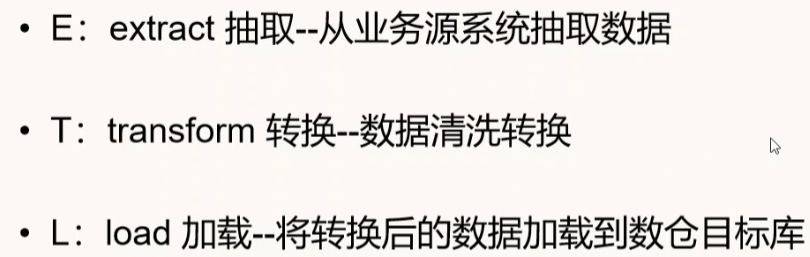 • E：extract 抽取--从业务源系统抽取数据
• T：transform 转换--数据清洗转换
• L：load 加载--将转换后的数据加载到数仓目标库